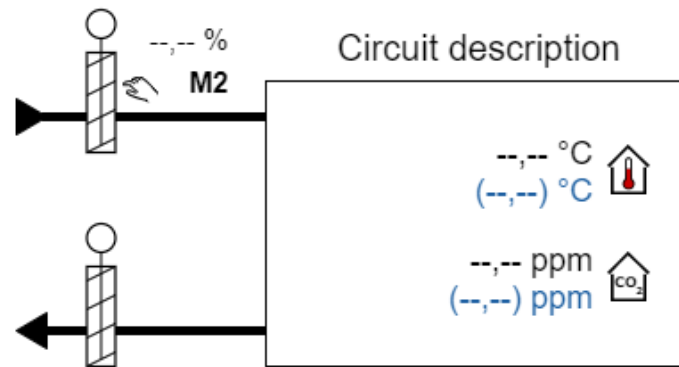 --,-- %
M2
Circuit description
--,-- °C
(--,--) °C
--,-- ppm
(--,--) ppm
CO₂